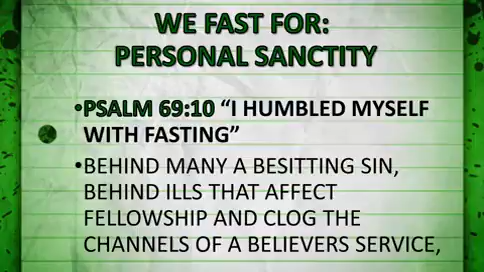 WE FAST FOR:
PERSONAL SANCTITY
•PSALM 69:10 “I HUMBLED MYSELF
WITH FASTING”
•BEHIND MANY A BESITTING SIN,
BEHIND ILLS THAT AFFECT
FELLOWSHIP AND CLOG THE
CHANNELS OF A BELIEVERS SERVICE,